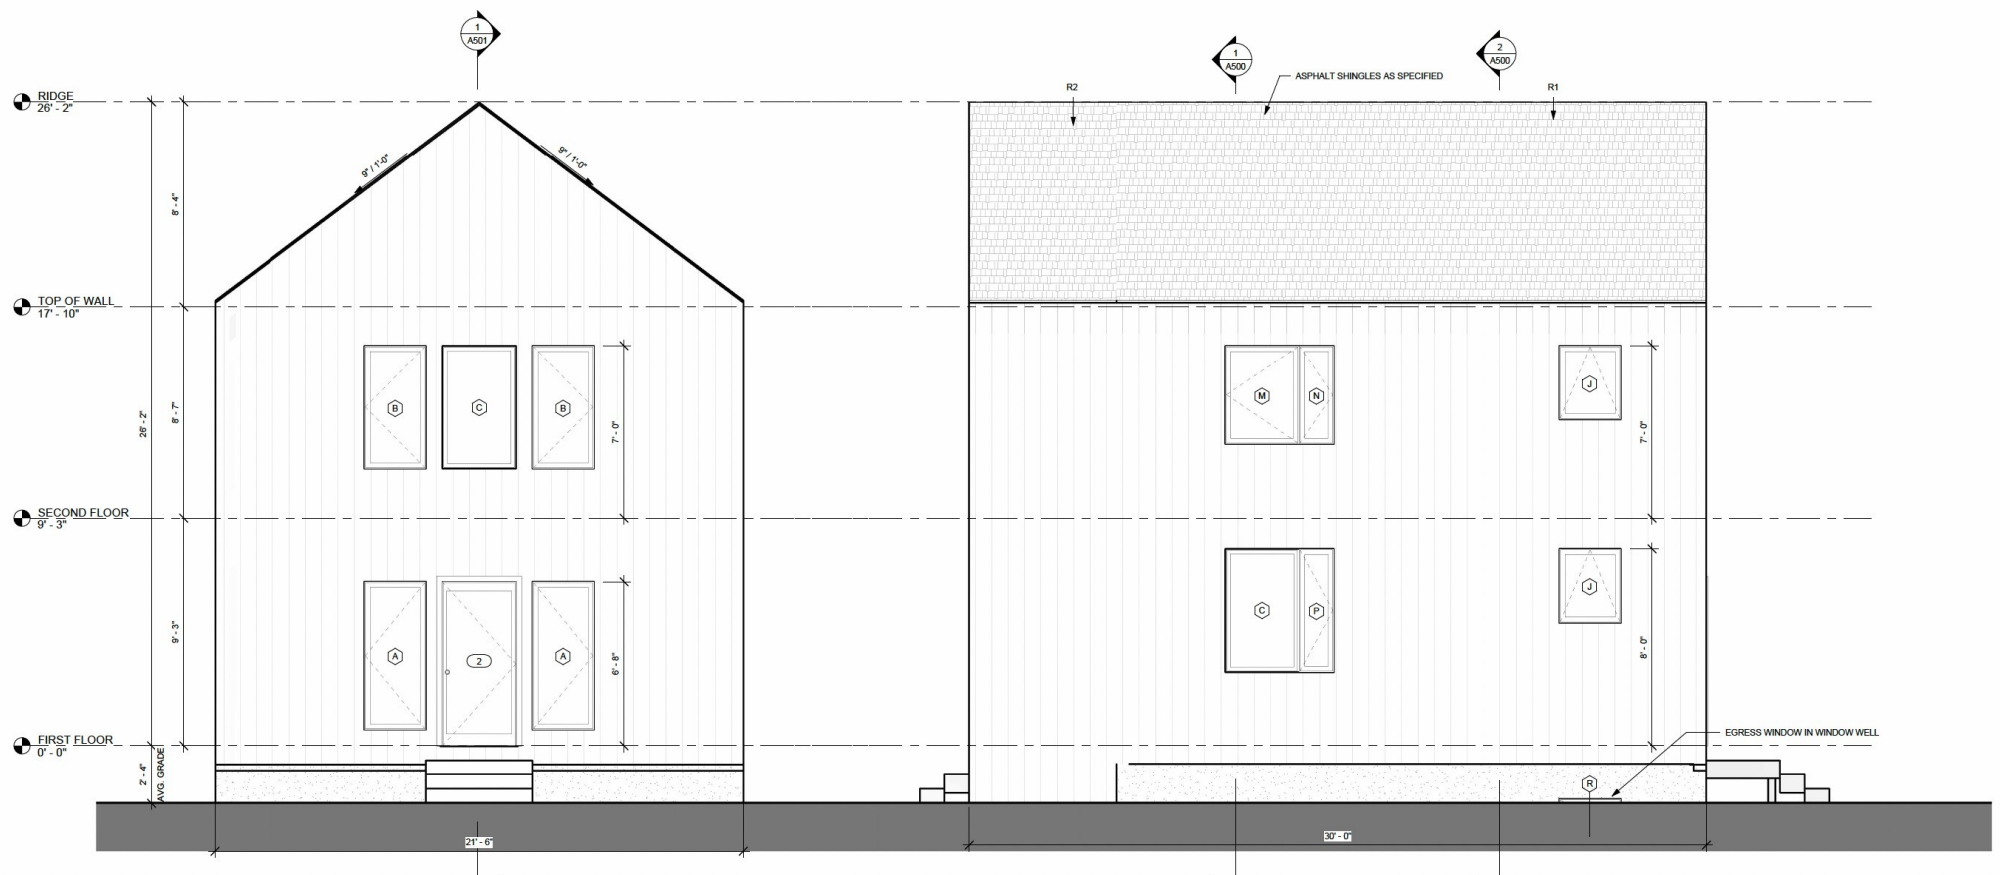 1
A501
1
A500
2
A500
ASPHALT SHINGLES AS SPECIFIED
R2
R1
RIDGE
26' - 2"
9" / 1'-0"
9" / 1'-0"
8' - 4"
TOP OF WALL
17' - 10"
B
C
B
M
N
J
26' - 2"
8' - 7"
7' - 0"
7' - 0"
SECOND FLOOR
9' - 3"
A
2
A
C
P
J
9' - 3"
6' - 8"
8' - 0"
FIRST FLOOR
0' - 0"
EGRESS WINDOW IN WINDOW WELL
2' - 4"
AVG. GRADE
R
21' - 6"
30' - 0"